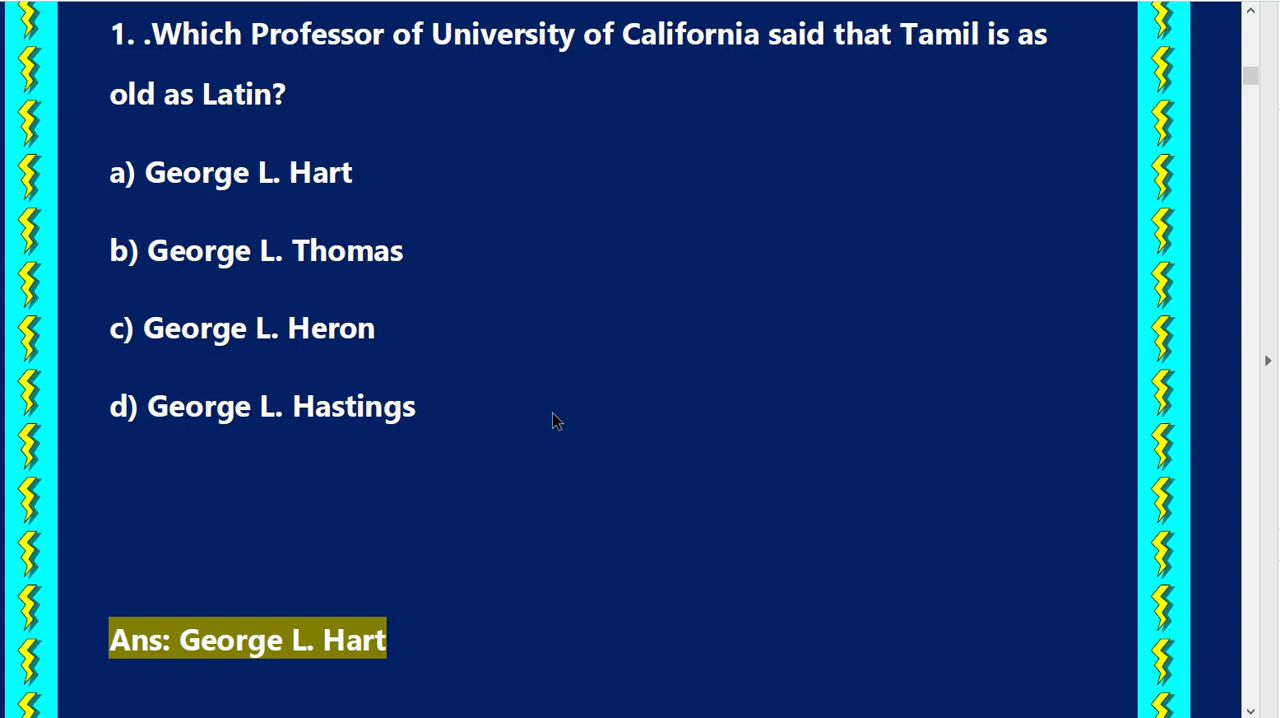 1. .Which Professor of University of California said that Tamil is as
old as Latin?
a) George L. Hart
b) George L. Thomas
c) George L. Heron
d) George L. Hastings
Ans: George L. Hart